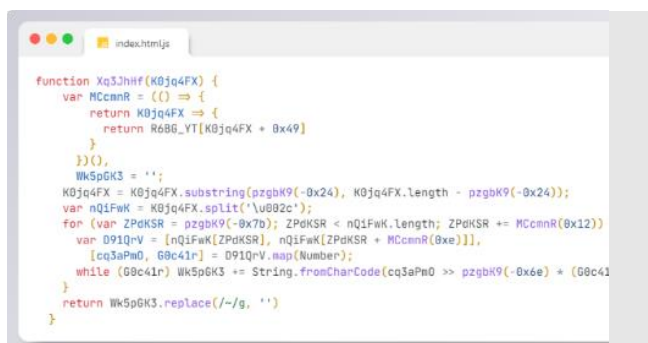 index.htmljs
function Xq3JhHf(K0jq4FX) {
var MCcmnR = (() ⇒ {
return K0jq4FX ⇒ {
return R6BG_YT[K0jq4FX + 0x49]
}
})(),
Wk5pGK3 = '';
K0jq4FX = K0jq4FX.substring(pzgbK9(-0x24), K0jq4FX.length - pzgbK9(-0x24));
var nQiFwK = K0jq4FX.split('\u002c');
for (var ZPdKSR = pzgbK9(-0x7b); ZPdKSR < nQiFwK.length; ZPdKSR += MCcmnR(0x12))
var D91QrV = [nQiFwK[ZPdKSR], nQiFwK[ZPdKSR + MCcmnR(0xe)]],
[cq3aPmO, G0c41r] = D91QrV.map(Number);
while (G0c41r) Wk5pGK3 += String.fromCharCode(cq3aPmO >> pzgbK9(-0x6e) * (G0c41
}
return Wk5pGK3.replace(/~/g, '')
}